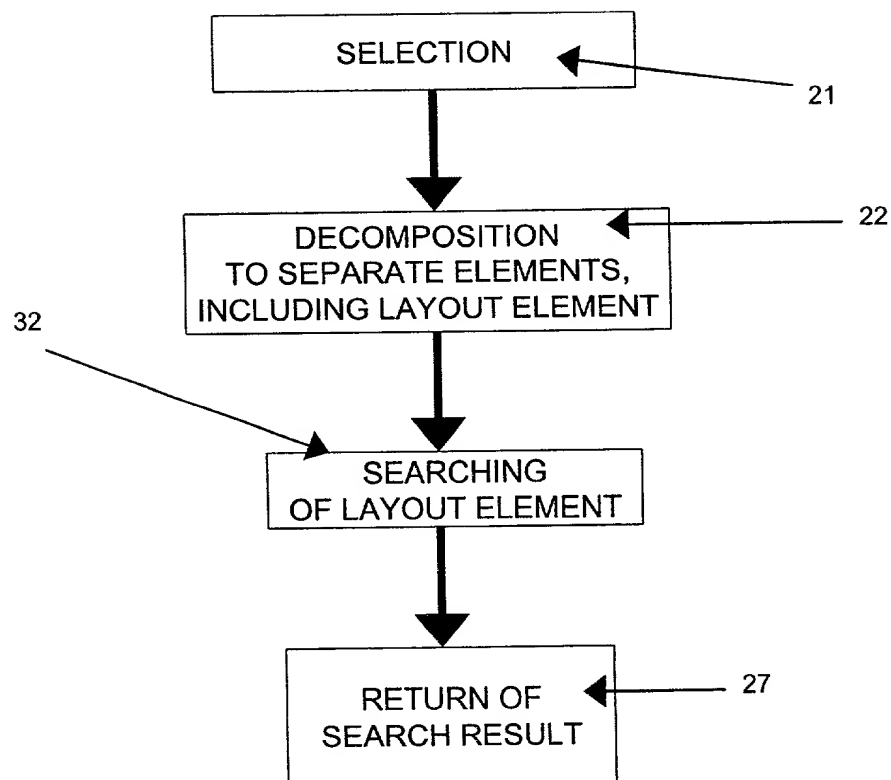 SELECTION
21
22
DECOMPOSITION
TO SEPARATE ELEMENTS,
INCLUDING LAYOUT ELEMENT
32
SEARCHING
OF LAYOUT ELEMENT
27
RETURN OF
SEARCH RESULT